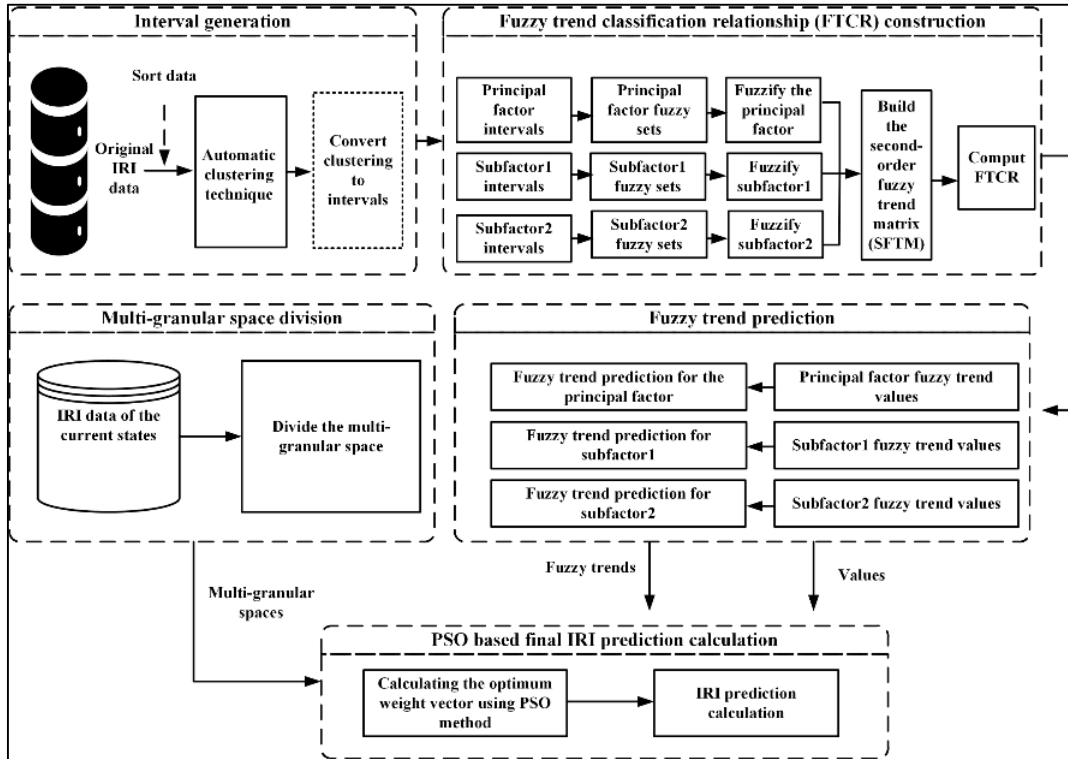 Interval generation
Sort data
Original
IRI
data
Automatic
clustering
technique
Convert
clustering
to
intervals
Fuzzy trend classification relationship (FTCR) construction
Principal
factor
intervals
Principal
factor fuzzy
sets
Fuzzify the
principal
factor
Subfactor1
intervals
Subfactor1
fuzzy sets
Fuzzify
subfactor1
Subfactor2
intervals
Subfactor2
fuzzy sets
Fuzzify
subfactor2
Build
the
second-
order
fuzzy
trend
matrix
(SFTM)
Comput
FTCR
Multi-granular space division
IRI data of the
current states
Divide the multi-
granular space
Fuzzy trend prediction
Fuzzy trend prediction for the
principal factor
Principal factor fuzzy trend
values
Fuzzy trend prediction for
subfactor1
Subfactor1 fuzzy trend values
Fuzzy trend prediction for
subfactor2
Subfactor2 fuzzy trend values
Multi-granular
spaces
Fuzzy trends
Values
PSO based final IRI prediction calculation
Calculating the optimum
weight vector using PSO
method
IRI prediction
calculation